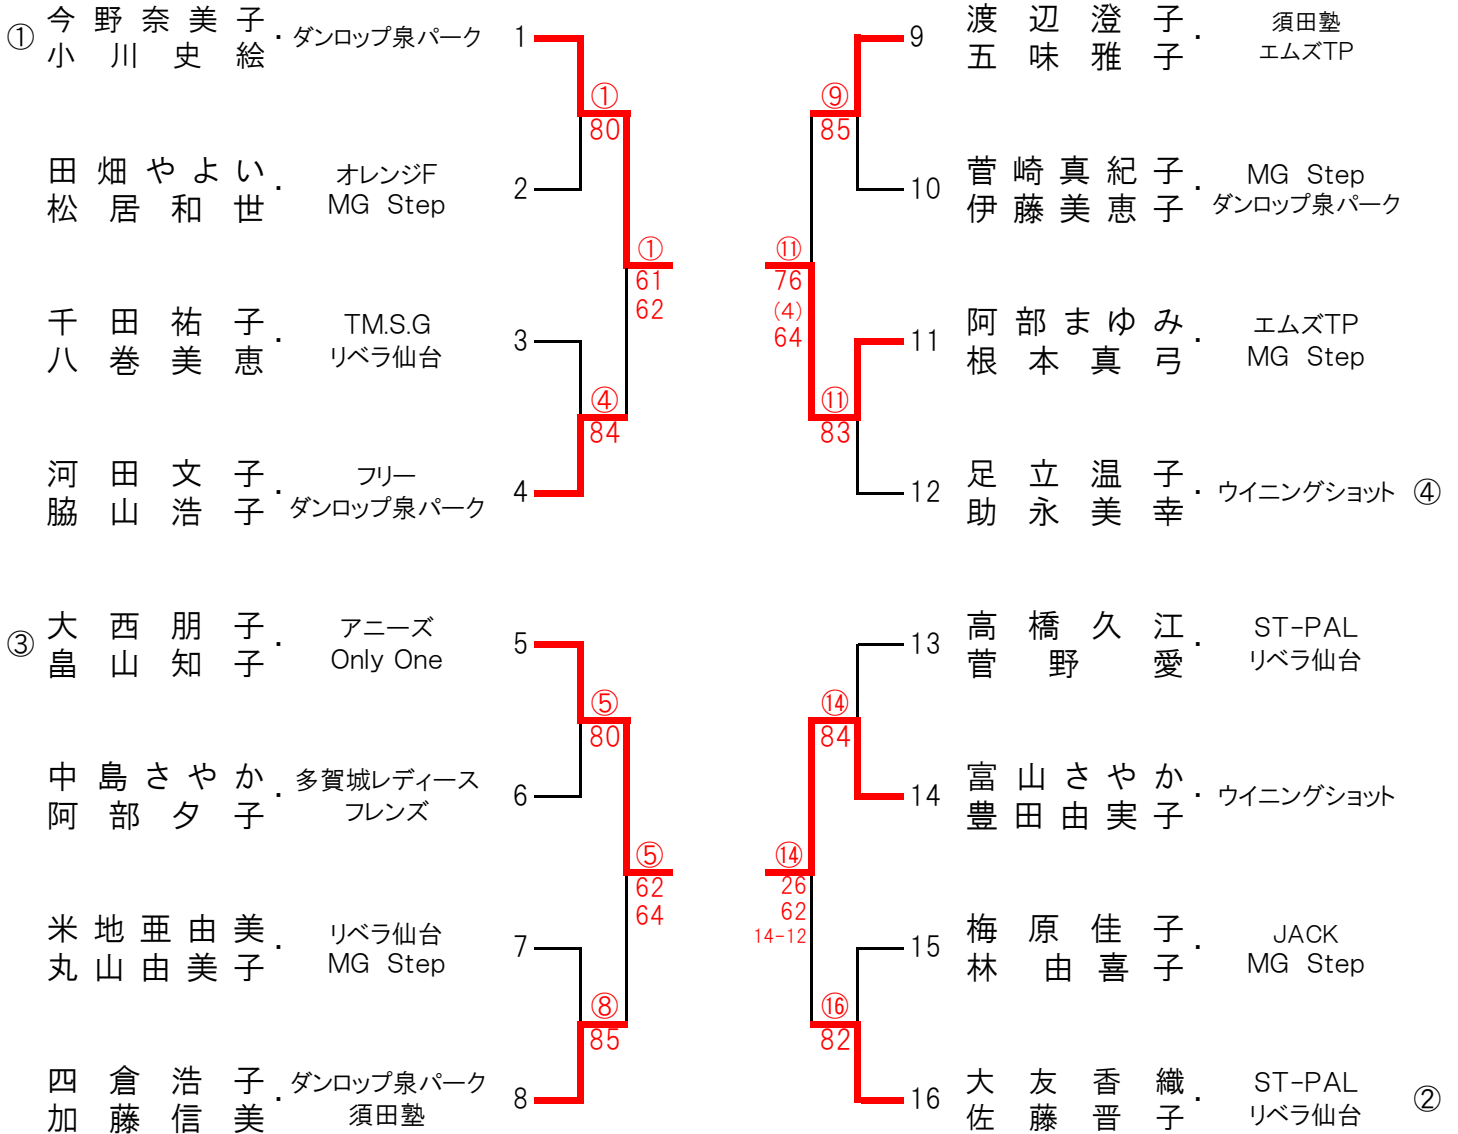 ① 今野奈美子・小川史絵 ダンロップ泉パーク 1
① 80
田畑やよい・松居和世 オレンジF MG Step 2
① 61 62
千田祐子・八巻美恵 TM.S.G リベラ仙台 3
④ 84
河田文子・脇山浩子 フリー ダンロップ泉パーク 4
③ 大西朋子・畠山知子 アニーズ Only One 5
⑤ 80
中島さやか・阿部夕子 多賀城レディース フレンズ 6
⑤ 62 64
米地亜由美・丸山由美子 リベラ仙台 MG Step 7
⑧ 85
四倉浩子・加藤信美 ダンロップ泉パーク 須田塾 8
9 渡辺澄子・五味雅子 須田塾 エムズTP
⑨ 85
10 菅崎真紀子・伊藤美恵子 MG Step ダンロップ泉パーク
⑪ 76 (4) 64
11 阿部まゆみ・根本真弓 エムズTP MG Step
⑪ 83
12 足立温子・助永美幸 ウイニングショット ④
13 高橋久江・菅野愛 ST-PAL リベラ仙台
⑭ 84
14 富山さやか・豊田由実子 ウイニングショット
⑭ 26 62 14-12
15 梅原佳子・林由喜子 JACK MG Step
⑯ 82
16 大友香織・佐藤晋子 ST-PAL リベラ仙台 ②